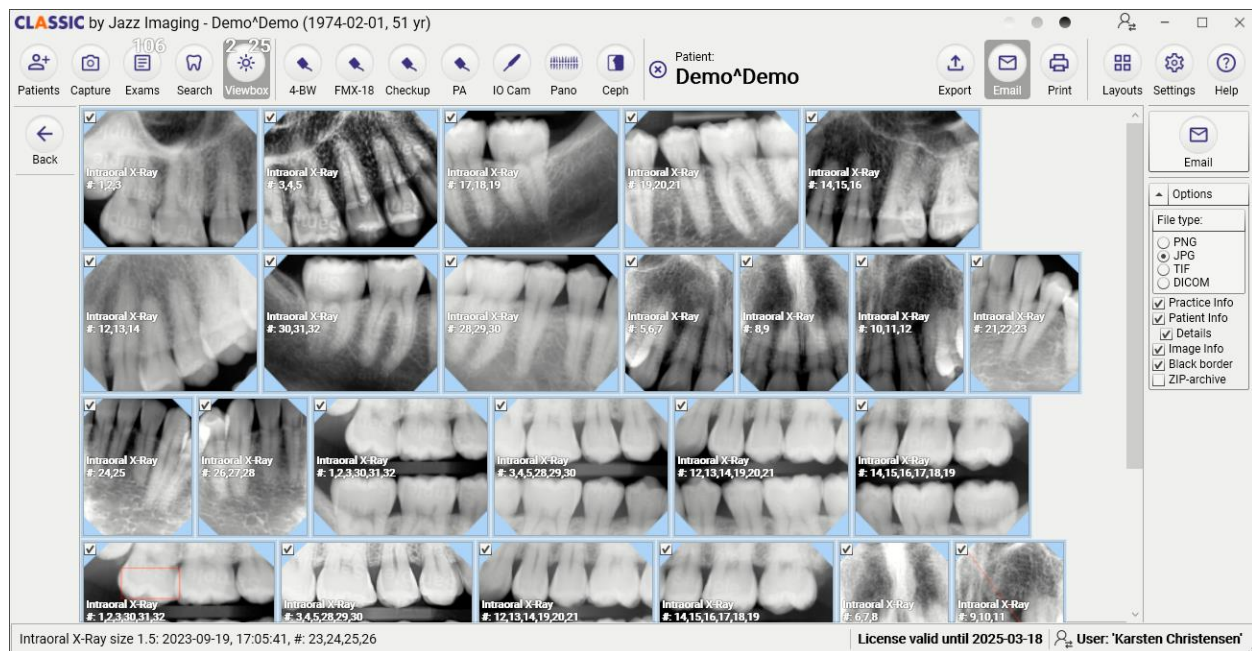 CLASSIC by Jazz Imaging - Demo^Demo (1974-02-01, 51 yr)
106
2 25
Patients
Capture
Exams
Search
Viewbox
4-BW
FMX-18
Checkup
PA
IO Cam
Pano
Ceph
Patient:
Demo^Demo
Export
Email
Print
Layouts
Settings
Help
Back
Intraoral X-Ray
#: 1,2,3
Intraoral X-Ray
#: 3,4,5
Intraoral X-Ray
#: 17,18,19
Intraoral X-Ray
#: 19,20,21
Intraoral X-Ray
#: 14,15,16
Intraoral X-Ray
#: 12,13,14
Intraoral X-Ray
#: 30,31,32
Intraoral X-Ray
#: 28,29,30
Intraoral X-Ray
#: 5,6,7
Intraoral X-Ray
#: 8,9
Intraoral X-Ray
#: 10,11,12
Intraoral X-Ray
#: 21,22,23
Intraoral X-Ray
#: 24,25
Intraoral X-Ray
#: 26,27,28
Intraoral X-Ray
#: 1,2,3,30,31,32
Intraoral X-Ray
#: 3,4,5,28,29,30
Intraoral X-Ray
#: 12,13,14,19,20,21
Intraoral X-Ray
#: 14,15,16,17,18,19
Intraoral X-Ray
#: 1,2,3,30,31,32
Intraoral X-Ray
#: 3,4,5,28,29,30
Intraoral X-Ray
#: 12,13,14,19,20,21
Intraoral X-Ray
#: 14,15,16,17,18,19
Intraoral X-Ray
#: 6,7,8
Intraoral X-Ray
#: 9,10,11
Email
Options
File type:
PNG
JPG
TIF
DICOM
Practice Info
Patient Info
Details
Image Info
Black border
ZIP-archive
Intraoral X-Ray size 1.5: 2023-09-19, 17:05:41, #: 23,24,25,26
License valid until 2025-03-18
User: 'Karsten Christensen'